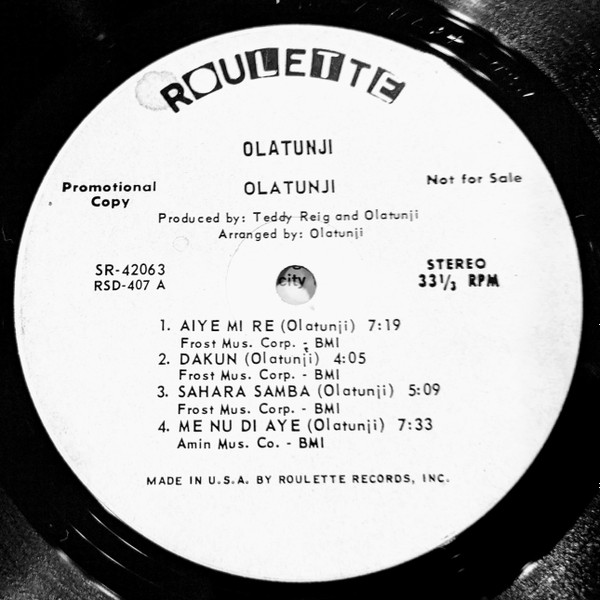 ROULETTE
OLATUNJI
OLATUNJI
Promotional
Copy
Not for Sale
Produced by: Teddy Reig and Olatunji
Arranged by: Olatunji
SR-42063
RSD-407 A
city
STEREO
33 1/3 RPM
1. AIYE MI RE (Olatunji) 7:19
Frost Mus. Corp. - BMI
2. DAKUN (Olatunji) 4:05
Frost Mus. Corp. - BMI
3. SAHARA SAMBA (Olatunji) 5:09
Frost Mus. Corp. - BMI
4. ME NU DI AYE (Olatunji) 7:33
Amin Mus. Co. - BMI
MADE IN U.S.A. BY ROULETTE RECORDS, INC.